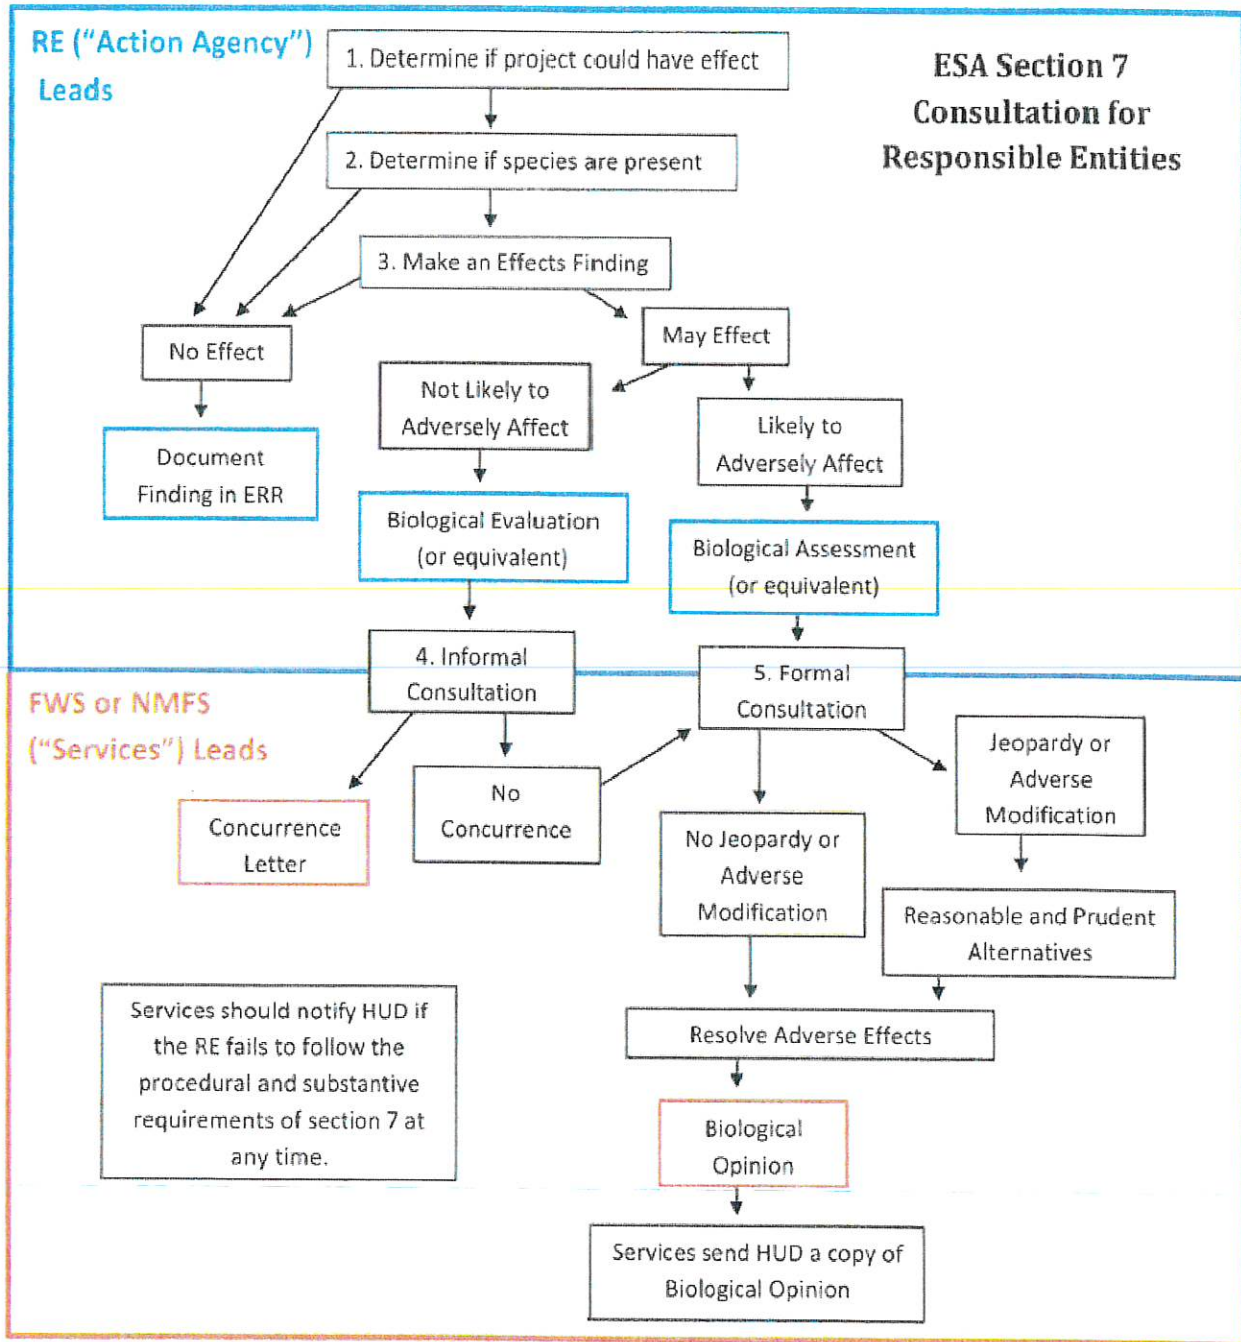 RE ("Action Agency")
Leads
ESA Section 7
Consultation for
Responsible Entities
1. Determine if project could have effect
2. Determine if species are present
3. Make an Effects Finding
No Effect
May Effect
Document
Finding in ERR
Not Likely to
Adversely Affect
Likely to
Adversely Affect
Biological Evaluation
(or equivalent)
Biological Assessment
(or equivalent)
4. Informal
Consultation
5. Formal
Consultation
FWS or NMFS
("Services") Leads
Concurrence
Letter
No
Concurrence
No Jeopardy or
Adverse
Modification
Jeopardy or
Adverse
Modification
Reasonable and Prudent
Alternatives
Resolve Adverse Effects
Services should notify HUD if
the RE fails to follow the
procedural and substantive
requirements of section 7 at
any time.
Biological
Opinion
Services send HUD a copy of
Biological Opinion